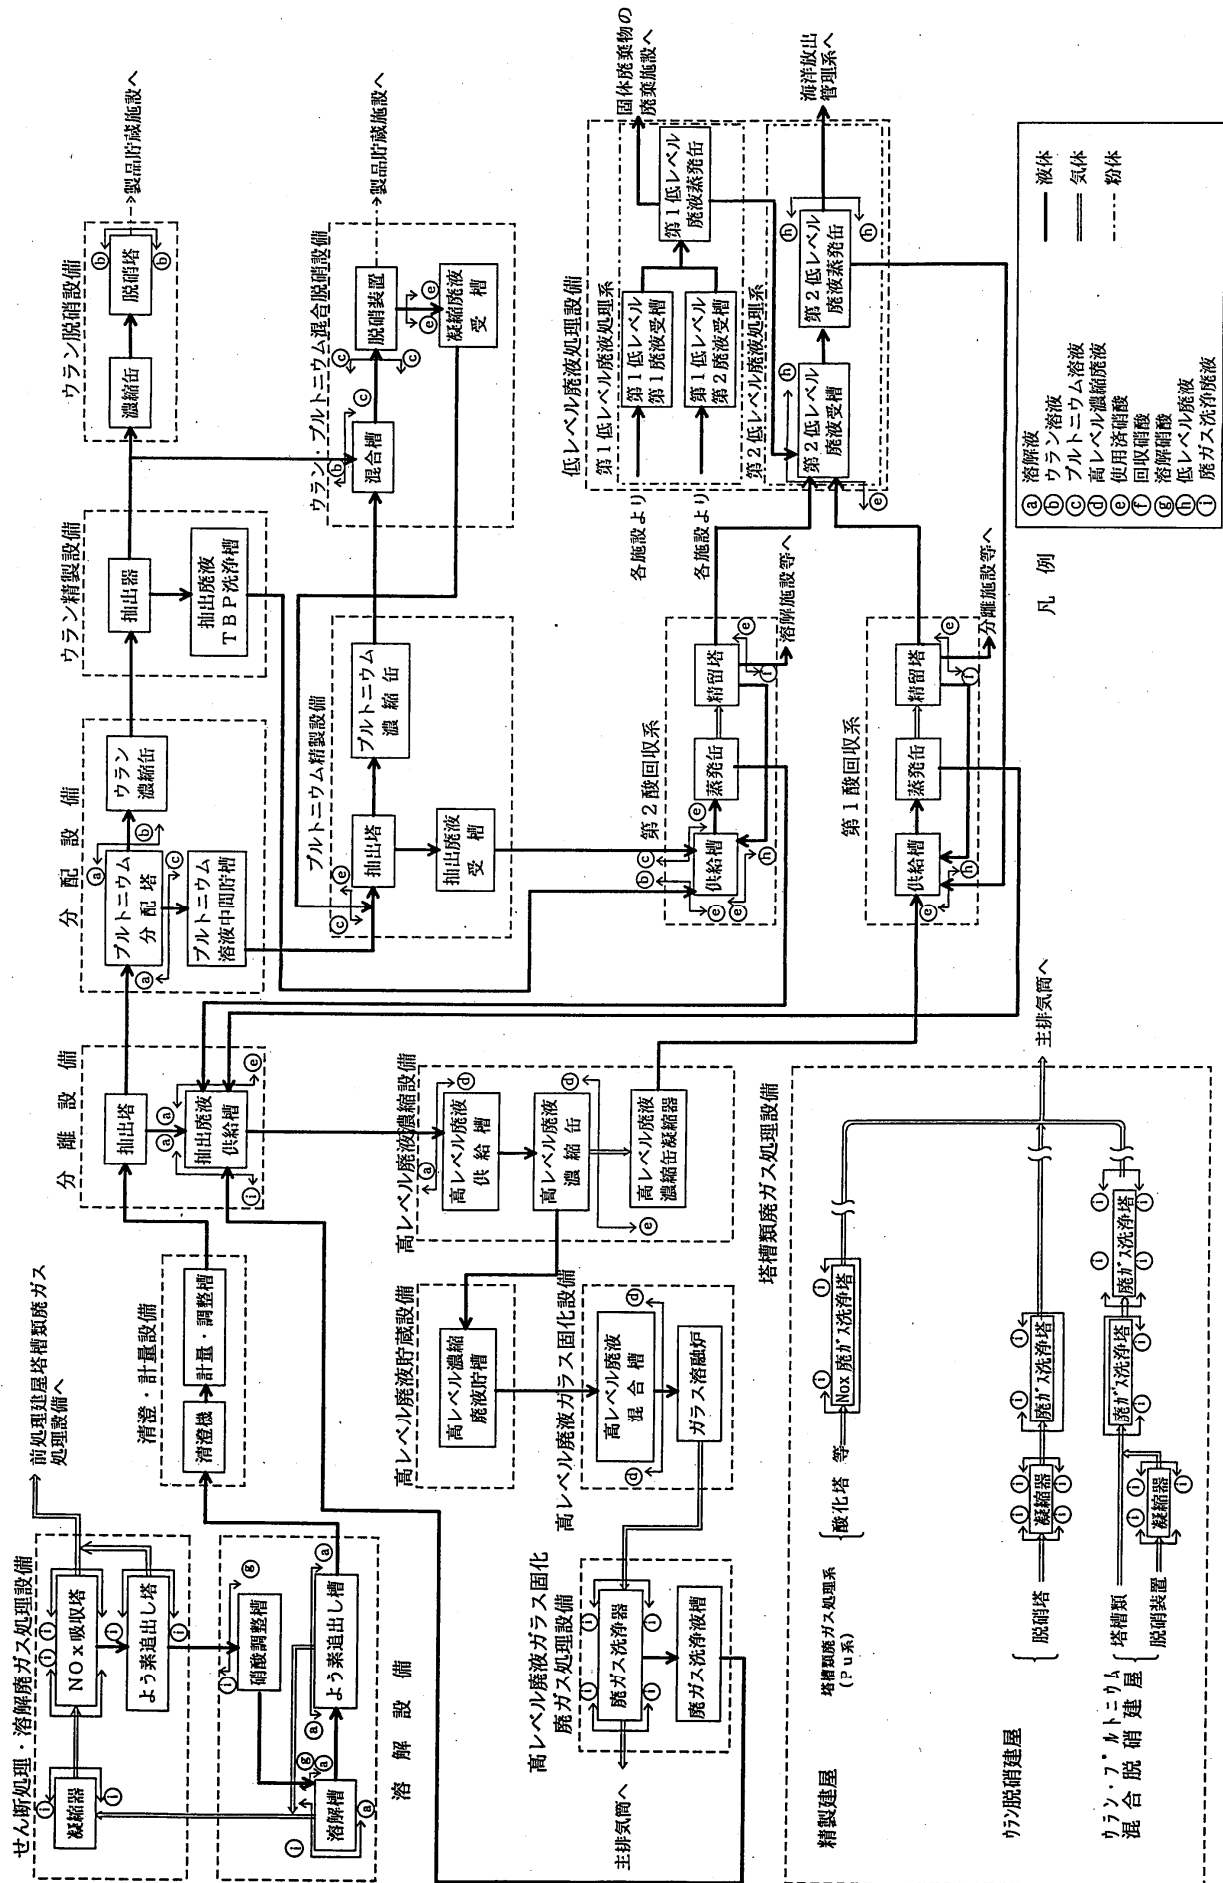 せん断処理・溶解廃ガス処理設備
凝縮器
NOx吸収塔
よう素追出し塔
前処理建屋塔槽類廃ガス
処理設備へ
溶解設備
溶解槽
硝酸調整槽
よう素追出し槽
清澄・計量設備
清澄機
計量・調整槽
分離設備
抽出塔
抽出廃液
供給槽
分配設備
プルトニウム
分配塔
ウラン
濃縮缶
プルトニウム
溶液中間貯槽
ウラン精製設備
抽出器
抽出廃液
TBP洗浄槽
ウラン脱硝設備
濃縮缶
脱硝塔
製品貯蔵施設へ
プルトニウム精製設備
抽出塔
プルトニウム
濃縮缶
抽出廃液
受槽
ウラン・プルトニウム混合脱硝設備
混合槽
脱硝装置
凝縮廃液
受槽
製品貯蔵施設へ
高レベル廃液濃縮設備
高レベル廃液
供給槽
高レベル廃液
濃縮缶
高レベル廃液
濃縮缶凝縮器
高レベル廃液貯蔵設備
高レベル濃縮
廃液貯槽
高レベル廃液ガラス固化設備
高レベル廃液
混合槽
ガラス溶融炉
高レベル廃液ガラス固化
廃ガス処理設備
廃ガス洗浄器
廃ガス洗浄液槽
主排気筒へ
第2酸回収系
供給槽
蒸発缶
精留塔
溶解施設等へ
第1酸回収系
供給槽
蒸発缶
精留塔
分離施設等へ
低レベル廃液処理設備
第1低レベル廃液処理系
各施設より
第1低レベル
第1廃液受槽
各施設より
第1低レベル
第2廃液受槽
第1低レベル
廃液蒸発缶
固体廃棄物の
廃棄施設へ
第2低レベル廃液処理系
第2低レベル
廃液受槽
第2低レベル
廃液蒸発缶
海洋放出
管理系へ
塔槽類廃ガス処理設備
精製建屋
塔槽類廃ガス処理系
(Pu系)
酸化塔 等
Nox 廃ガス洗浄塔
ウラン脱硝建屋
脱硝塔
凝縮器
廃ガス洗浄塔
ウラン・プルトニウム
混合脱硝建屋
塔槽類
脱硝装置
凝縮器
廃ガス洗浄塔
廃ガス洗浄塔
主排気筒へ
凡例
ⓐ 溶解液
ⓑ ウラン溶液
ⓒ プルトニウム溶液
ⓓ 高レベル濃縮廃液
ⓔ 使用済硝酸
ⓕ 回収硝酸
ⓖ 溶解硝酸
ⓗ 低レベル廃液
ⓘ 廃ガス洗浄廃液
液体
気体
粉体